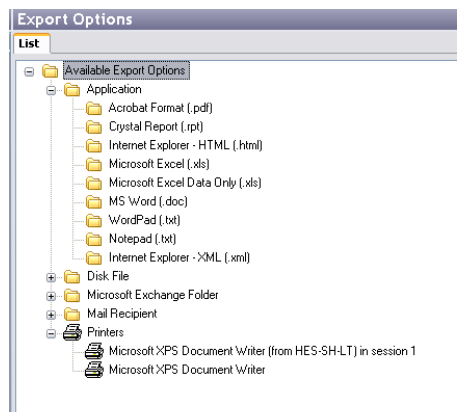 Export Options
List
Available Export Options
Application
Acrobat Format (.pdf)
Crystal Report (.rpt)
Internet Explorer - HTML (.html)
Microsoft Excel (.xls)
Microsoft Excel Data Only (.xls)
MS Word (.doc)
WordPad (.txt)
Notepad (.txt)
Internet Explorer - XML (.xml)
Disk File
Microsoft Exchange Folder
Mail Recipient
Printers
Microsoft XPS Document Writer (from HES-SH-LT) in session 1
Microsoft XPS Document Writer